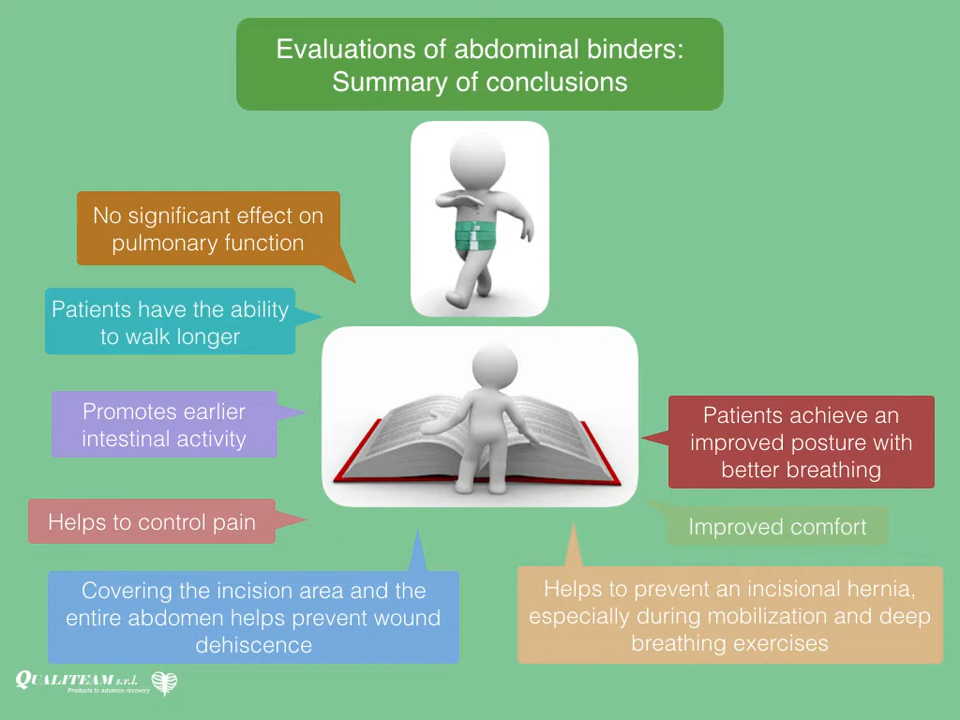 Evaluations of abdominal binders:
Summary of conclusions
No significant effect on
pulmonary function
Patients have the ability
to walk longer
Promotes earlier
intestinal activity
Patients achieve an
improved posture with
better breathing
Helps to control pain
Improved comfort
Covering the incision area and the
entire abdomen helps prevent wound
dehiscence
Helps to prevent an incisional hernia,
especially during mobilization and deep
breathing exercises
QUALITEAM s.r.l.
Products to advance recovery